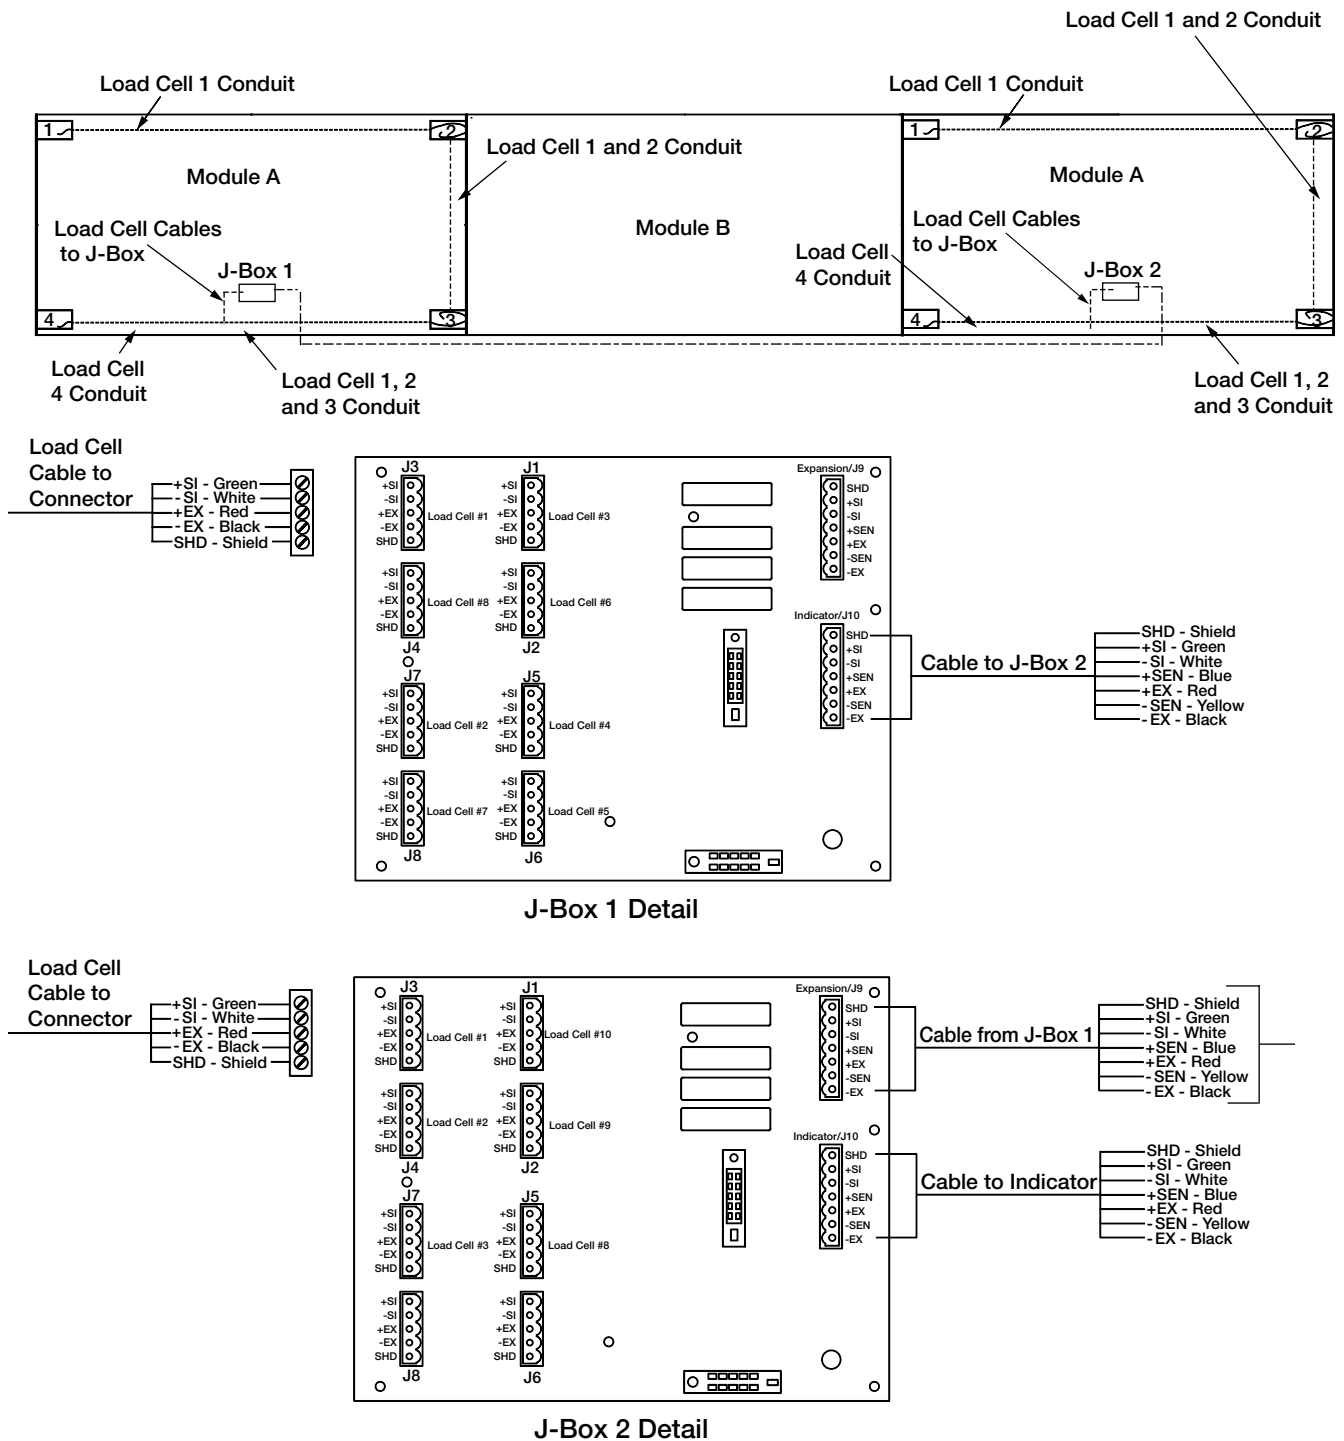 Load Cell 1 and 2 Conduit
Load Cell 1 Conduit
Load Cell 1 Conduit
1
2
1
2
Load Cell 1 and 2 Conduit
Module A
Module A
Module B
Load Cell Cables
to J-Box
Load Cell Cables
to J-Box
Load Cell
4 Conduit
J-Box 1
J-Box 2
4
3
4
3
Load Cell
4 Conduit
Load Cell 1, 2
and 3 Conduit
Load Cell 1, 2
and 3 Conduit
Load Cell
Cable to
Connector
+SI - Green
-SI - White
+EX - Red
-EX - Black
SHD - Shield
J3
+SI
-SI
+EX
-EX
SHD
Load Cell #1
J1
+SI
-SI
+EX
-EX
SHD
Load Cell #3
+SI
-SI
+EX
-EX
SHD
Load Cell #8
J4
+SI
-SI
+EX
-EX
SHD
Load Cell #6
J2
J7
+SI
-SI
+EX
-EX
SHD
Load Cell #2
J5
+SI
-SI
+EX
-EX
SHD
Load Cell #4
+SI
-SI
+EX
-EX
SHD
Load Cell #7
J8
+SI
-SI
+EX
-EX
SHD
Load Cell #5
J6
Expansion/J9
SHD
+SI
-SI
+SEN
+EX
-SEN
-EX
Indicator/J10
SHD
+SI
-SI
+SEN
+EX
-SEN
-EX
Cable to J-Box 2
SHD - Shield
+SI - Green
-SI - White
+SEN - Blue
+EX - Red
-SEN - Yellow
-EX - Black
J-Box 1 Detail
Load Cell
Cable to
Connector
+SI - Green
-SI - White
+EX - Red
-EX - Black
SHD - Shield
J3
+SI
-SI
+EX
-EX
SHD
Load Cell #1
J1
+SI
-SI
+EX
-EX
SHD
Load Cell #10
+SI
-SI
+EX
-EX
SHD
Load Cell #2
J4
+SI
-SI
+EX
-EX
SHD
Load Cell #9
J2
J7
+SI
-SI
+EX
-EX
SHD
Load Cell #3
J5
+SI
-SI
+EX
-EX
SHD
Load Cell #8
+SI
-SI
+EX
-EX
SHD
J8
+SI
-SI
+EX
-EX
SHD
J6
Expansion/J9
SHD
+SI
-SI
+SEN
+EX
-SEN
-EX
Cable from J-Box 1
SHD - Shield
+SI - Green
-SI - White
+SEN - Blue
+EX - Red
-SEN - Yellow
-EX - Black
Indicator/J10
SHD
+SI
-SI
+SEN
+EX
-SEN
-EX
Cable to Indicator
SHD - Shield
+SI - Green
-SI - White
+SEN - Blue
+EX - Red
-SEN - Yellow
-EX - Black
J-Box 2 Detail